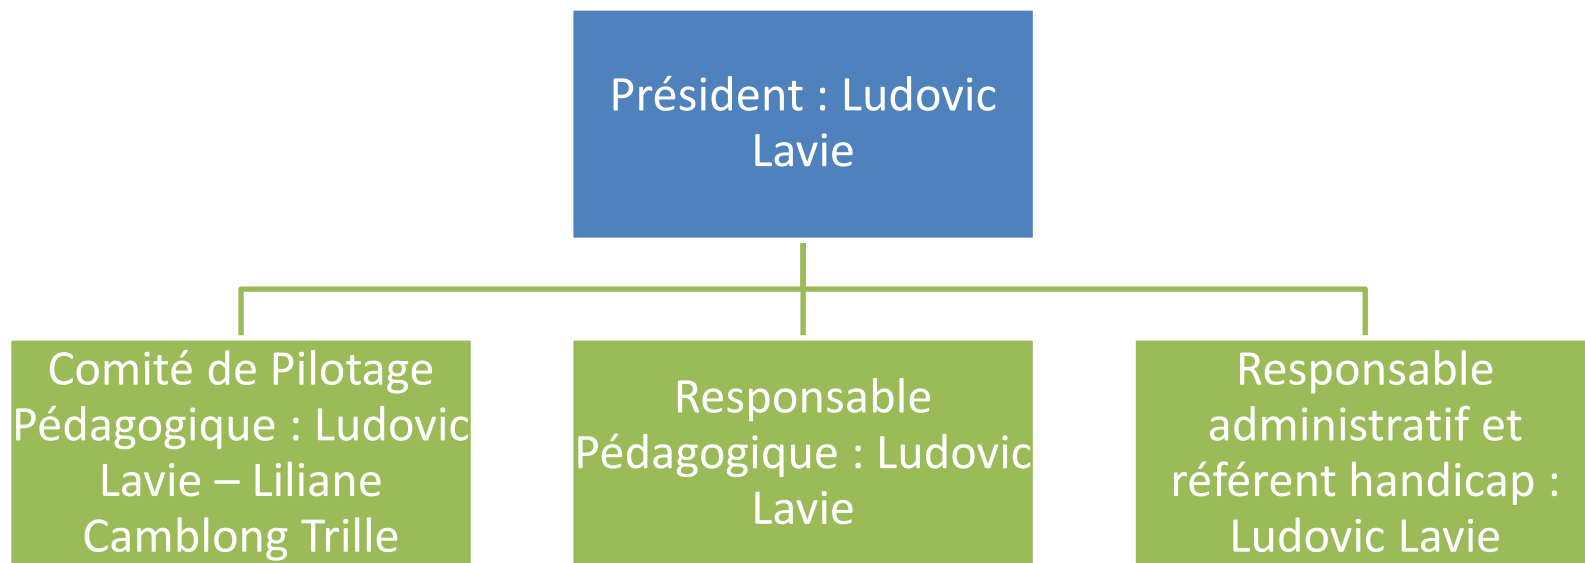 Président : Ludovic
Lavie
Comité de Pilotage
Pédagogique : Ludovic
Lavie – Liliane
Camblong Trille
Responsable
Pédagogique : Ludovic
Lavie
Responsable
administratif et
référent handicap :
Ludovic Lavie